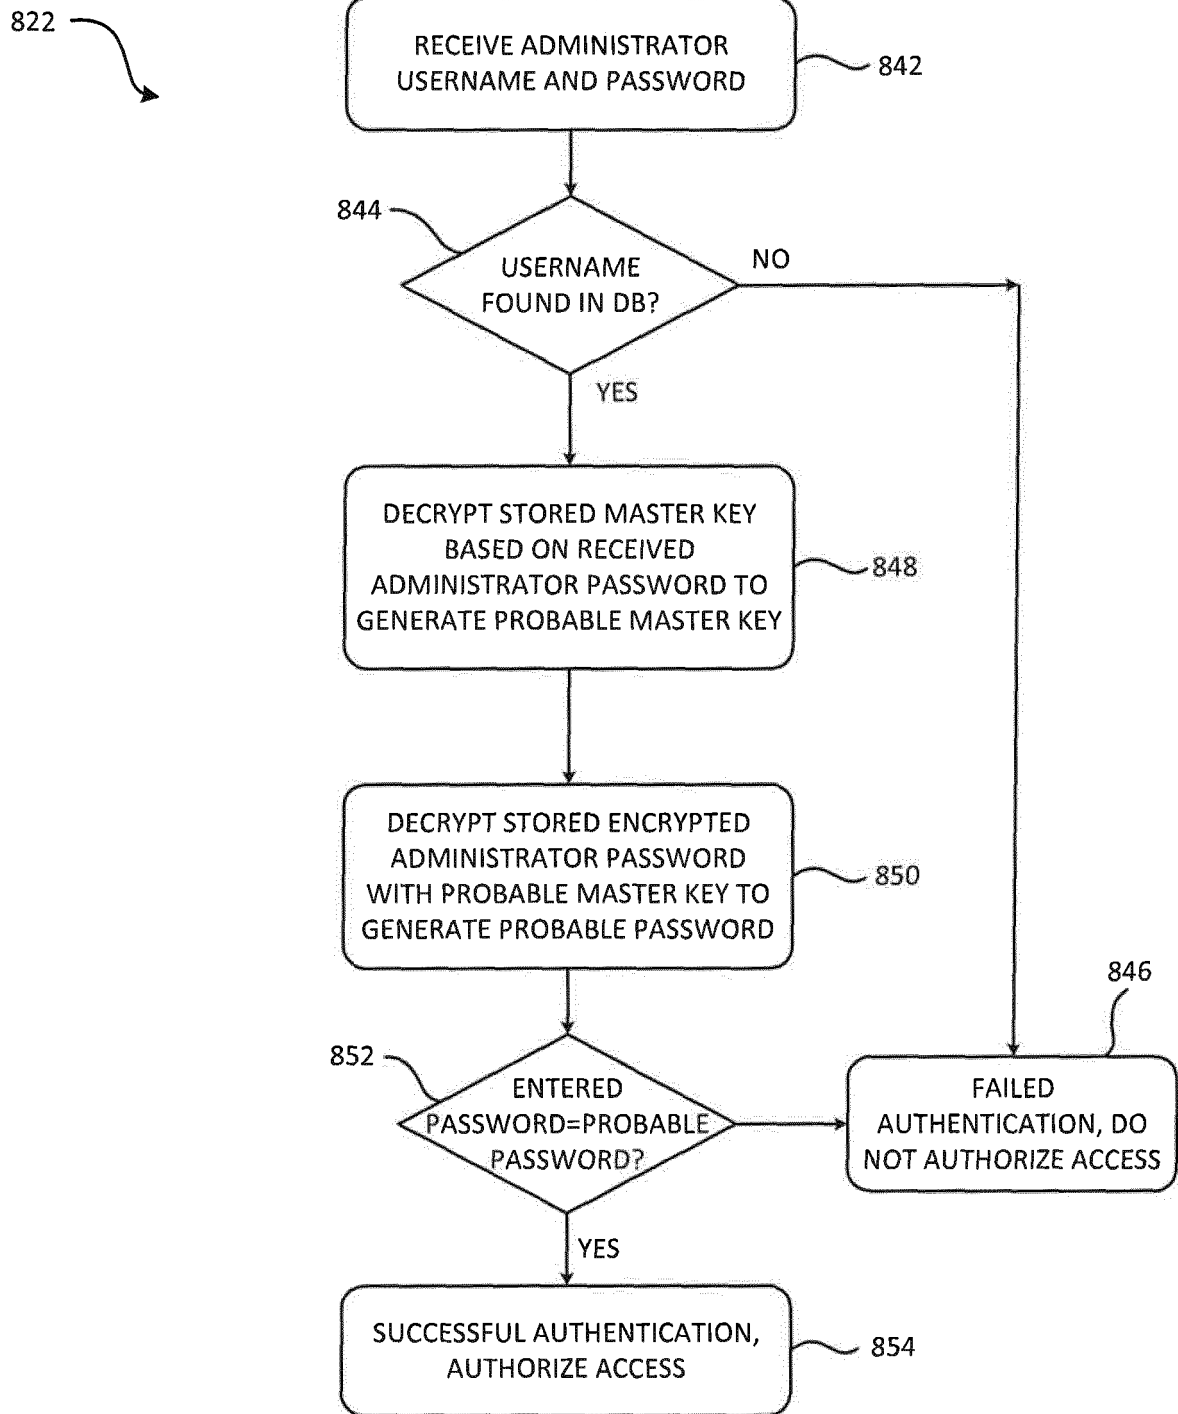 822
RECEIVE ADMINISTRATOR
USERNAME AND PASSWORD
842
844
USERNAME
FOUND IN DB?
NO
YES
DECRYPT STORED MASTER KEY
BASED ON RECEIVED
ADMINISTRATOR PASSWORD TO
GENERATE PROBABLE MASTER KEY
848
DECRYPT STORED ENCRYPTED
ADMINISTRATOR PASSWORD
WITH PROBABLE MASTER KEY TO
GENERATE PROBABLE PASSWORD
850
852
ENTERED
PASSWORD=PROBABLE
PASSWORD?
846
FAILED
AUTHENTICATION, DO
NOT AUTHORIZE ACCESS
YES
SUCCESSFUL AUTHENTICATION,
AUTHORIZE ACCESS
854